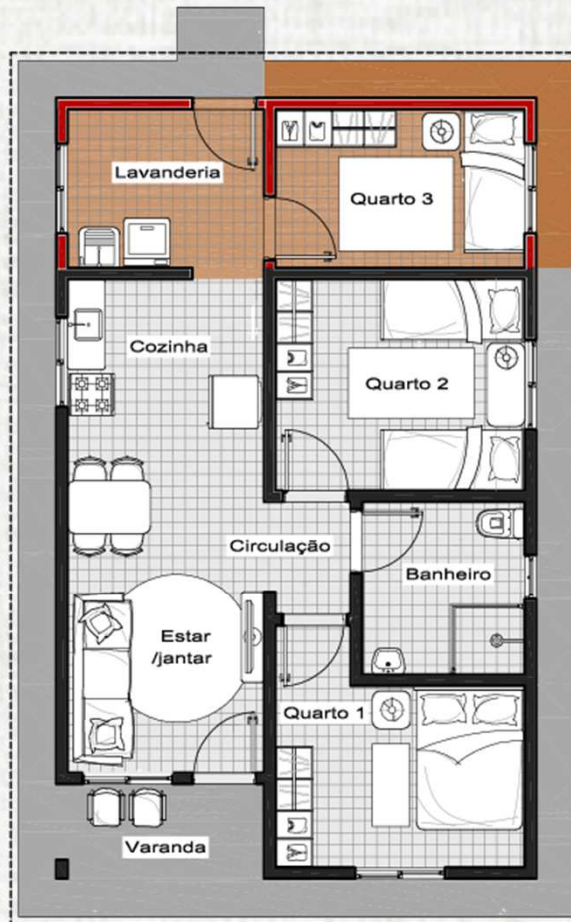 Lavanderia
Quarto 3
Cozinha
Quarto 2
Circulação
Banheiro
Estar
/jantar
Quarto 1
Varanda